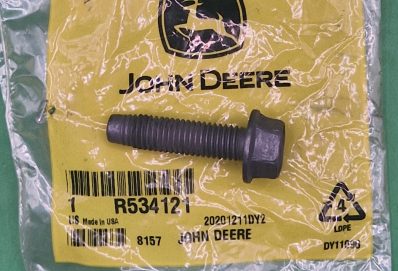 JOHN DEERE
1 R534121
US Made in USA 20201211DY2
8157 JOHN DEERE
4
LDPE